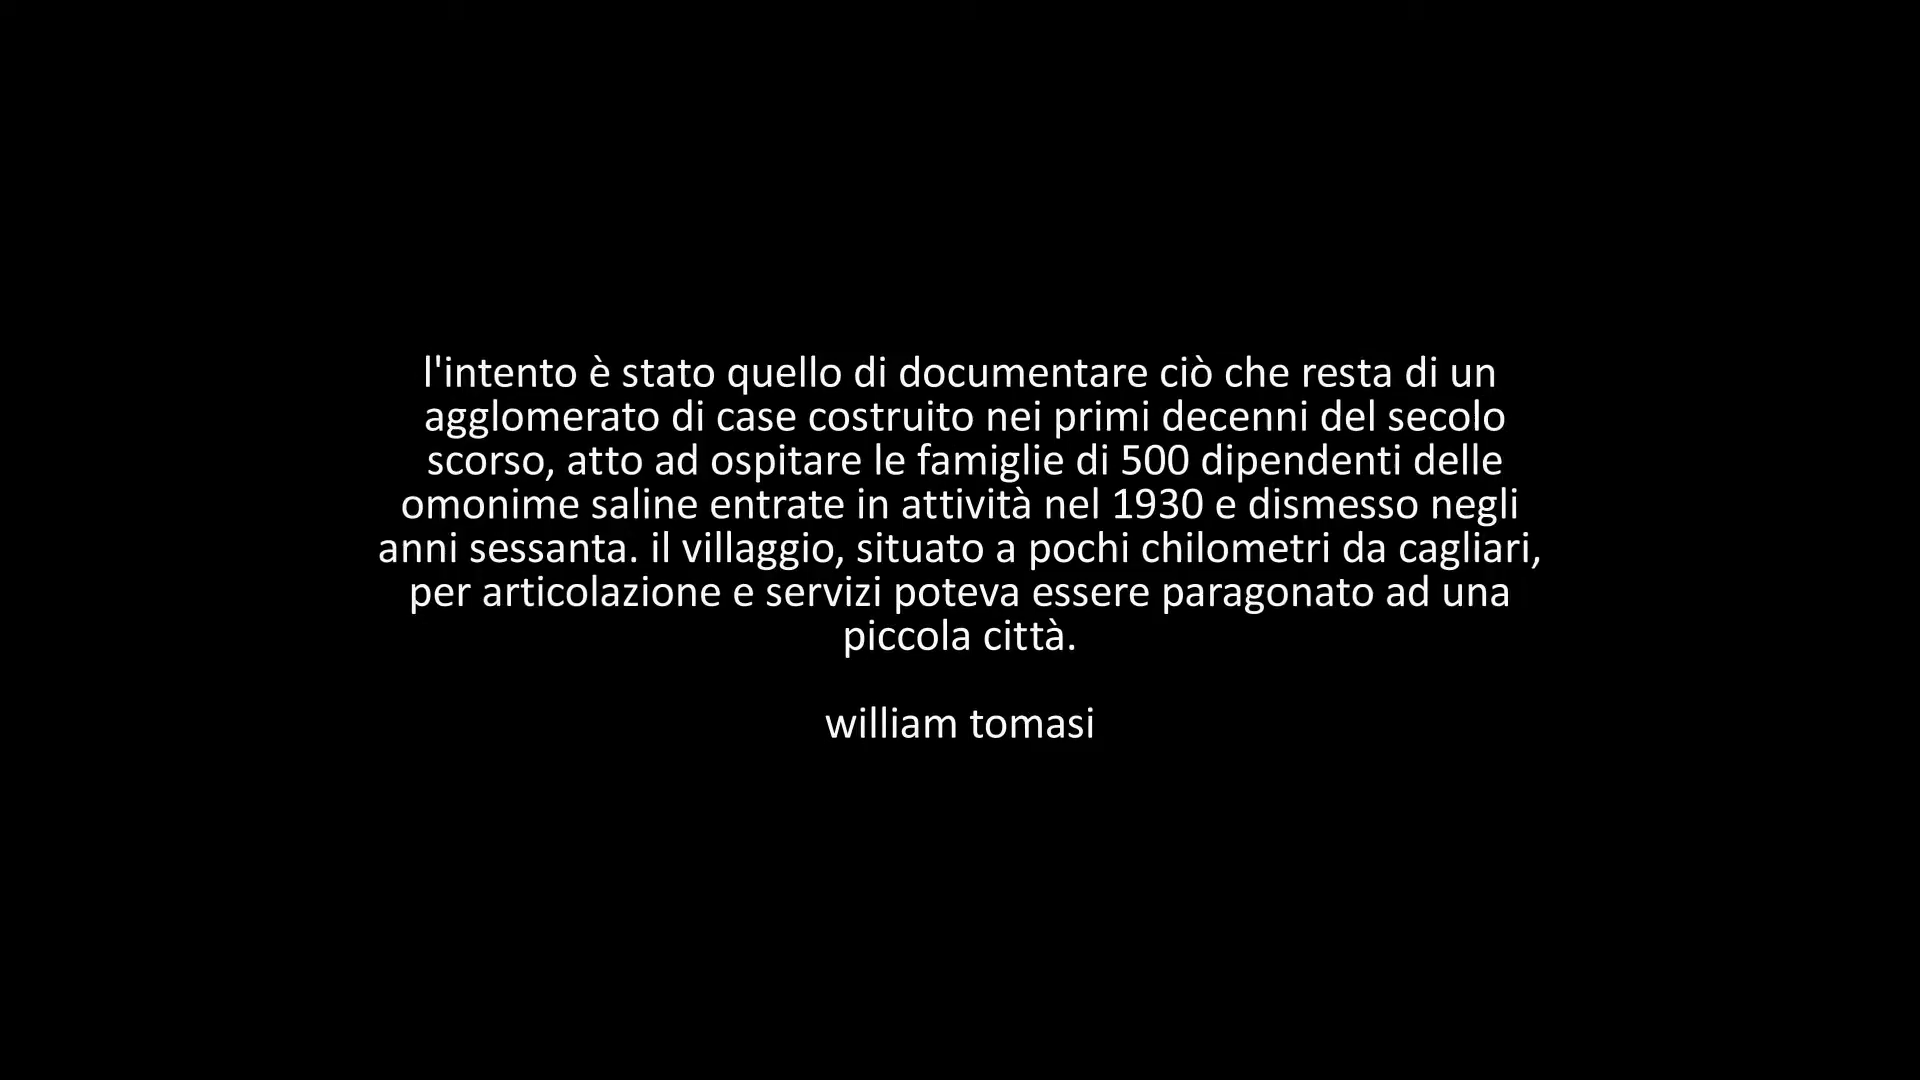 l'intento è stato quello di documentare ciò che resta di un
agglomerato di case costruito nei primi decenni del secolo
scorso, atto ad ospitare le famiglie di 500 dipendenti delle
omonime saline entrate in attività nel 1930 e dismesso negli
anni sessanta. il villaggio, situato a pochi chilometri da cagliari,
per articolazione e servizi poteva essere paragonato ad una
piccola città.
william tomasi